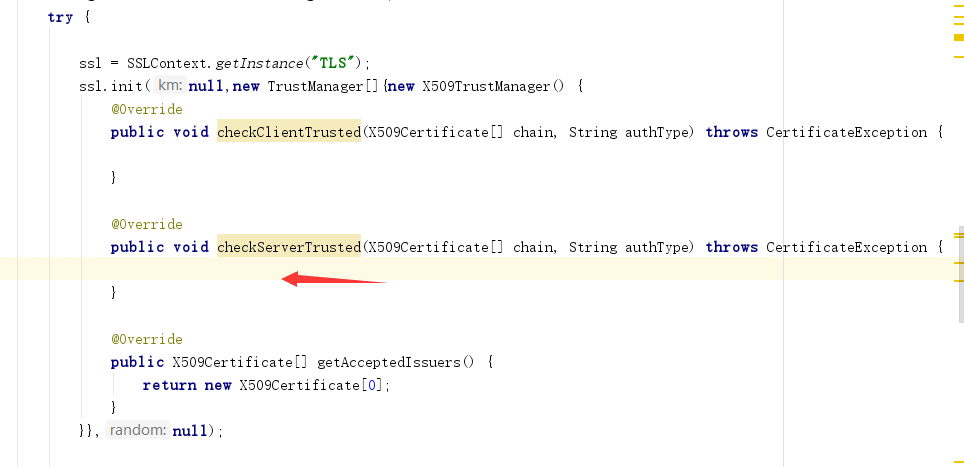 try {
ssl = SSLContext.getInstance("TLS");
ssl.init( km: null,new TrustManager[]{new X509TrustManager() {
@Override
public void checkClientTrusted(X509Certificate[] chain, String authType) throws CertificateException {
}
@Override
public void checkServerTrusted(X509Certificate[] chain, String authType) throws CertificateException {
}
@Override
public X509Certificate[] getAcceptedIssuers() {
return new X509Certificate[0];
}
}}, random: null);